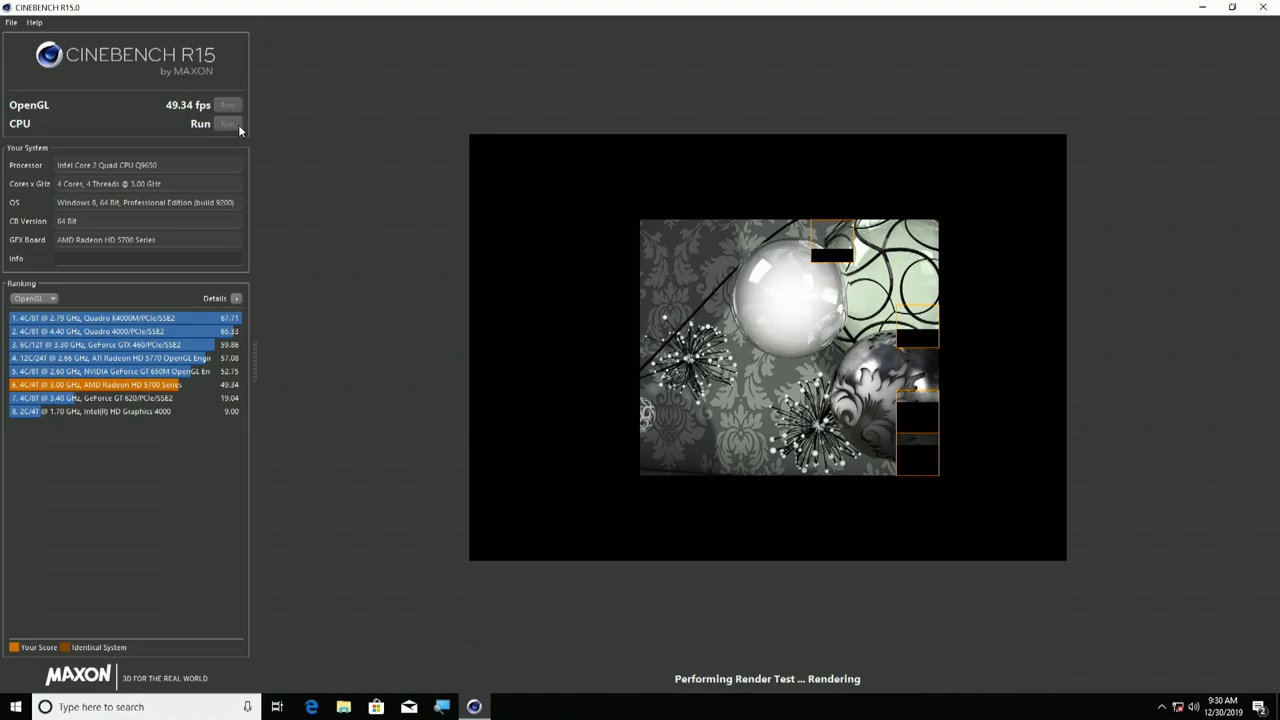 CINEBENCH R15.0
File Help
CINEBENCH R15
by MAXON
OpenGL 49.34 fps Run
CPU Run Run
Your System
Processor Intel Core 2 Quad CPU Q9650
Cores x GHz 4 Cores, 4 Threads @ 3.00 GHz
OS Windows 8, 64 Bit, Professional Edition (build 9200)
CB Version 64 Bit
GFX Board AMD Radeon HD 5700 Series
Info
Ranking
OpenGL Details
1. 4C/8T @ 2.79 GHz, Quadro K4000M/PCIe/SSE2 67.71
2. 4C/8T @ 4.40 GHz, Quadro 4000/PCIe/SSE2 65.33
3. 6C/12T @ 3.30 GHz, GeForce GTX 460/PCIe/SSE2 59.86
4. 12C/24T @ 2.66 GHz, ATI Radeon HD 5770 OpenGL Engin 57.08
5. 4C/8T @ 2.60 GHz, NVIDIA GeForce GT 650M OpenGL En 52.75
6. 4C/4T @ 3.00 GHz, AMD Radeon HD 5700 Series 49.34
7. 4C/8T @ 3.40 GHz, GeForce GT 620/PCIe/SSE2 19.04
8. 2C/4T @ 1.70 GHz, Intel(R) HD Graphics 4000 9.00
Your Score Identical System
MAXON 3D FOR THE REAL WORLD
Performing Render Test ... Rendering
Type here to search
9:30 AM
12/30/2019
2